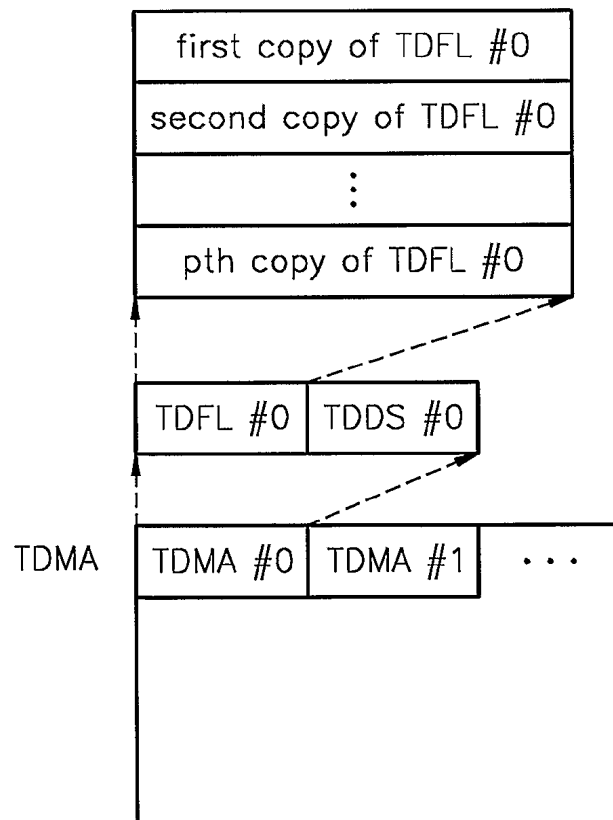 first copy of TDFL #0
second copy of TDFL #0
⋮
pth copy of TDFL #0
TDFL #0 TDDS #0
TDMA TDMA #0 TDMA #1 ···